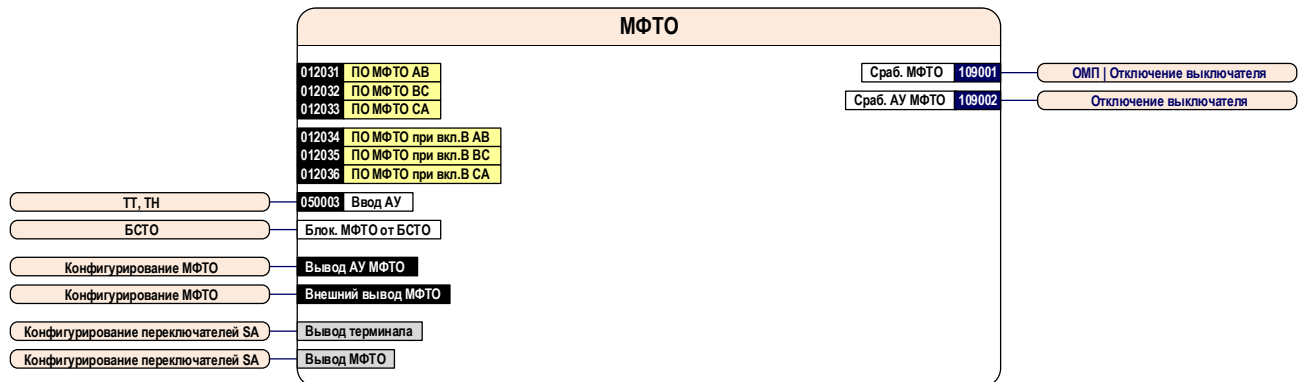 МФТО
012031 ПО МФТО АВ
Сраб. МФТО 109001
ОМП | Отключение выключателя
012032 ПО МФТО ВС
012033 ПО МФТО СА
Сраб. АУ МФТО 109002
Отключение выключателя
012034 ПО МФТО при вкл.В АВ
012035 ПО МФТО при вкл.В ВС
012036 ПО МФТО при вкл.В СА
ТТ, ТН
050003 Ввод АУ
БСТО
Блок. МФТО от БСТО
Конфигурирование МФТО
Вывод АУ МФТО
Конфигурирование МФТО
Внешний вывод МФТО
Конфигурирование переключателей SA
Вывод терминала
Конфигурирование переключателей SA
Вывод МФТО